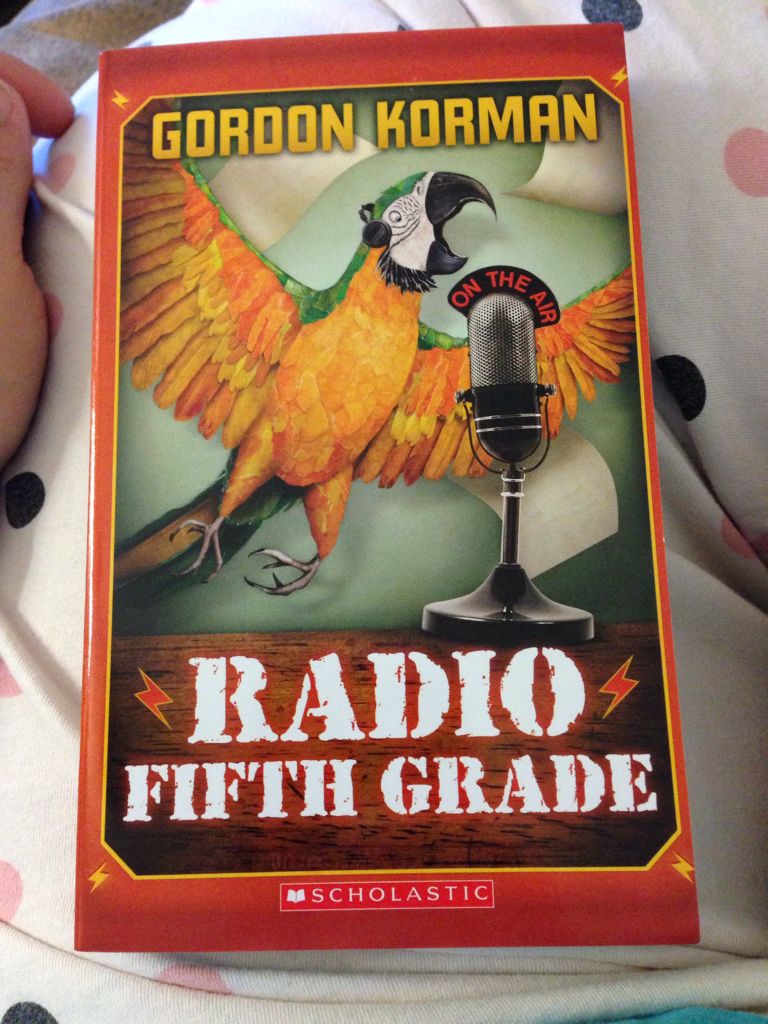 GORDON KORMAN
ON THE AIR
RADIO
FIFTH GRADE
SCHOLASTIC